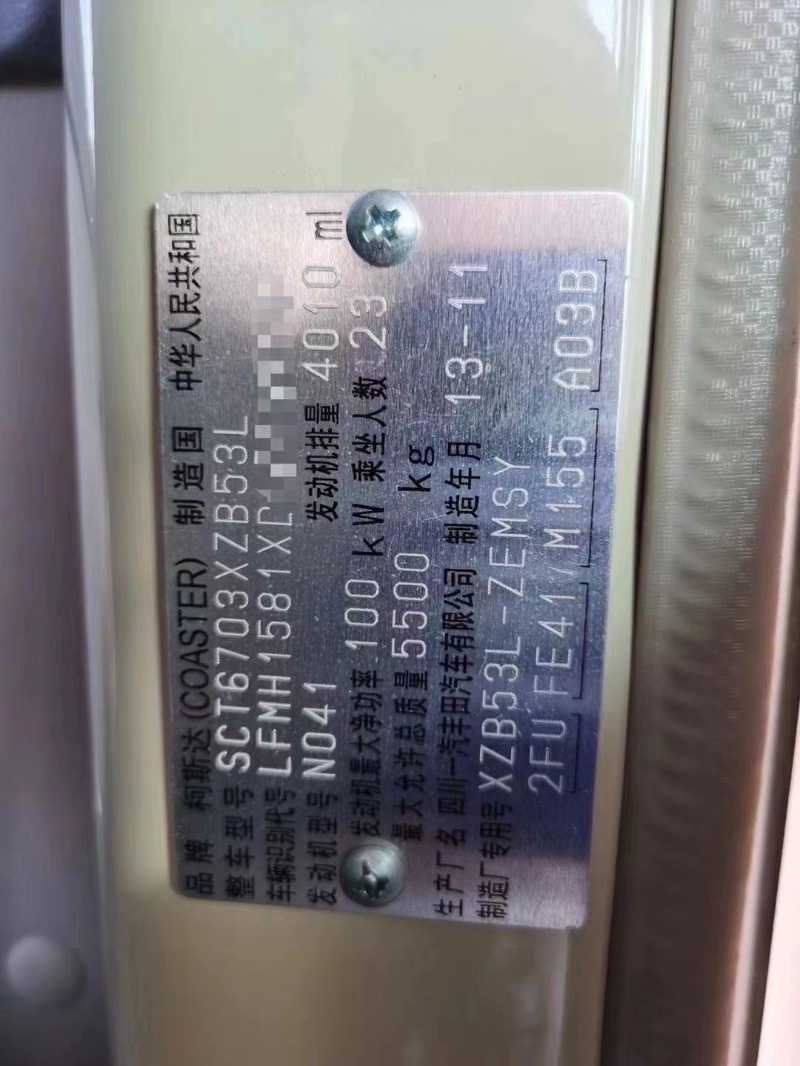 品牌 柯斯达(COASTER) 制造国 中华人民共和国
整车型号 SCT6703XZB53L
车辆识别代号 LFMH1581XD
发动机型号 N041 发动机排量 4010 ml
发动机最大净功率 100 kW 乘坐人数 23
最大允许总质量 5500 kg
生产厂名 四川一汽丰田汽车有限公司 制造年月 13-11
制造厂专用号 XZB53L-ZEMSY
2FU FE41/M155 A03B